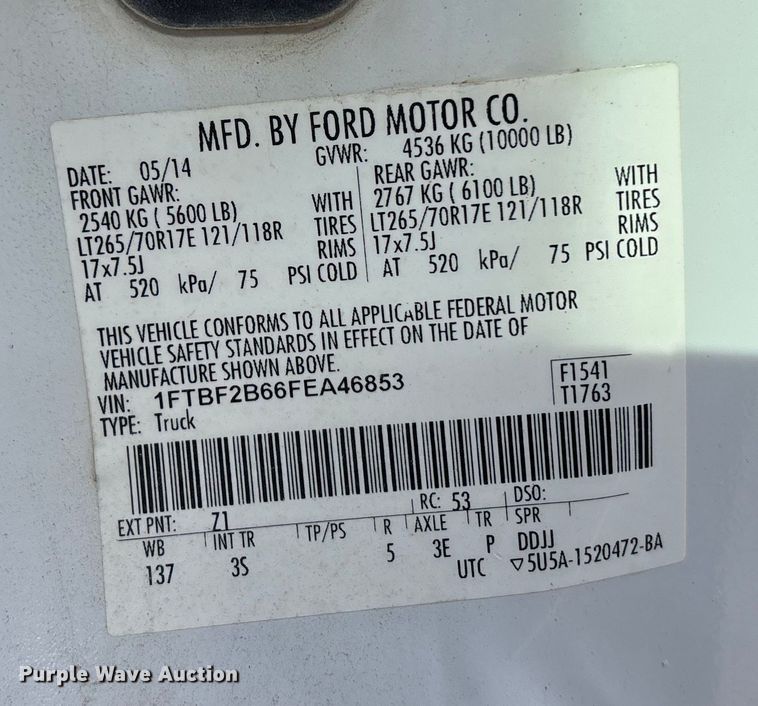 MFD. BY FORD MOTOR CO.
DATE: 05/14 GVWR: 4536 KG (10000 LB)
FRONT GAWR: REAR GAWR:
2540 KG ( 5600 LB) WITH 2767 KG ( 6100 LB) WITH
LT265/70R17E 121/118R TIRES LT265/70R17E 121/118R TIRES
17x7.5J RIMS 17x7.5J RIMS
AT 520 kPa/ 75 PSI COLD AT 520 kPa/ 75 PSI COLD
THIS VEHICLE CONFORMS TO ALL APPLICABLE FEDERAL MOTOR
VEHICLE SAFETY STANDARDS IN EFFECT ON THE DATE OF
MANUFACTURE SHOWN ABOVE.
VIN: 1FTBF2B66FEA46853 F1541
TYPE: Truck T1763
EXT PNT: Z1 RC: 53 DSO:
WB INT TR TP/PS R AXLE TR SPR
137 3S 5 3E P DDJJ
UTC ▽5U5A-1520472-BA
Purple Wave Auction